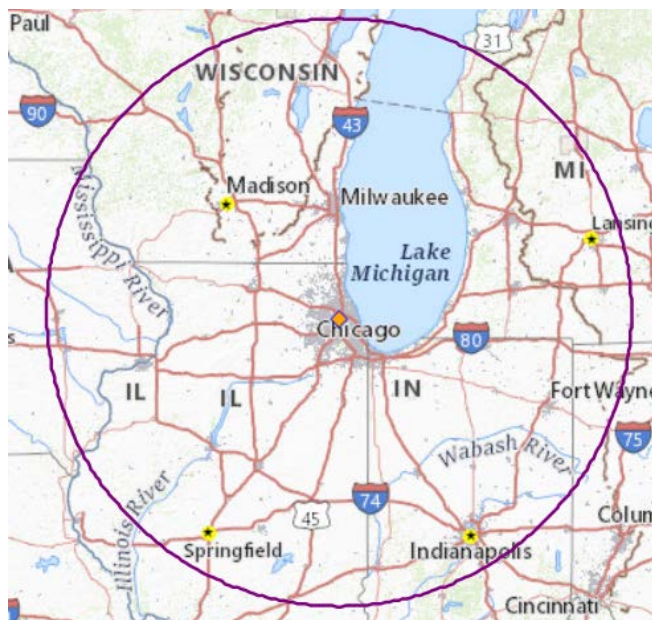 Paul
31
WISCONSIN
90
43
MI
Mississippi River
Madison
Milwaukee
Lansing
Lake
Michigan
Chicago
80
IL
IL
IN
Fort Wayne
75
Wabash River
74
45
Illinois River
Springfield
Indianapolis
Colum
Cincinnati